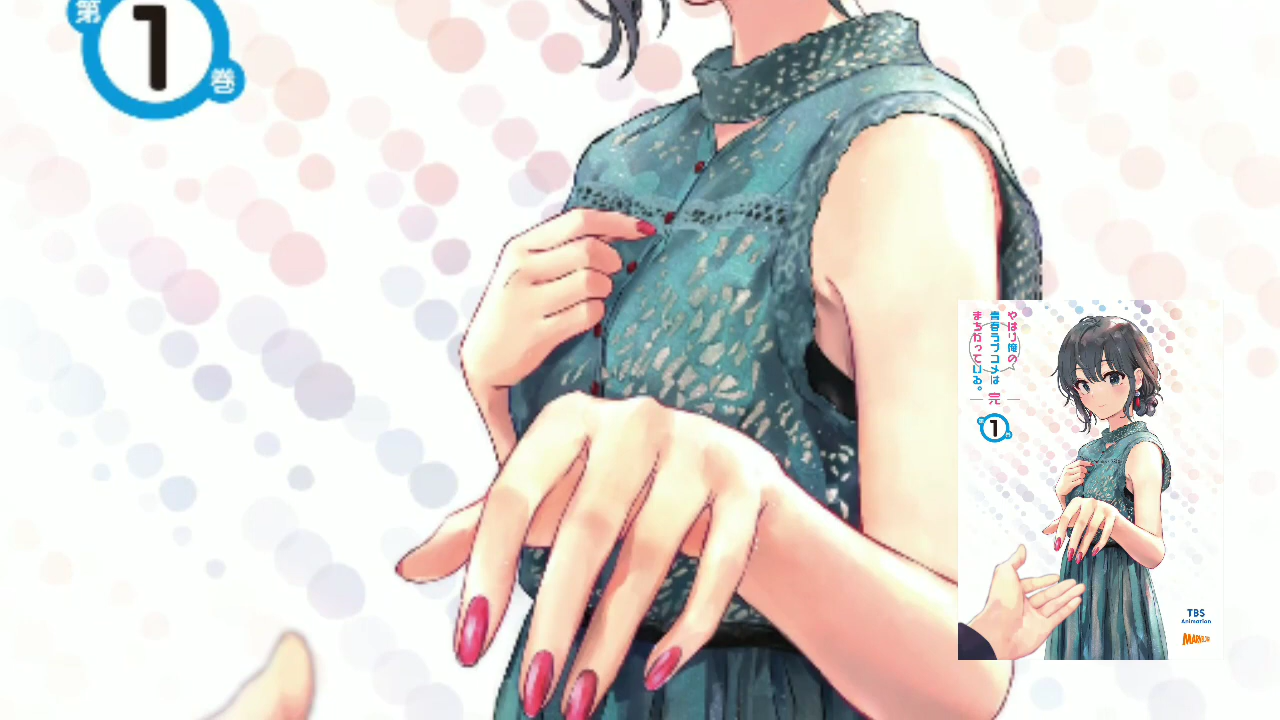 第
1
巻
やはり俺の
青春ラブコメは
まちがっている。
完
1
TBS
Animation